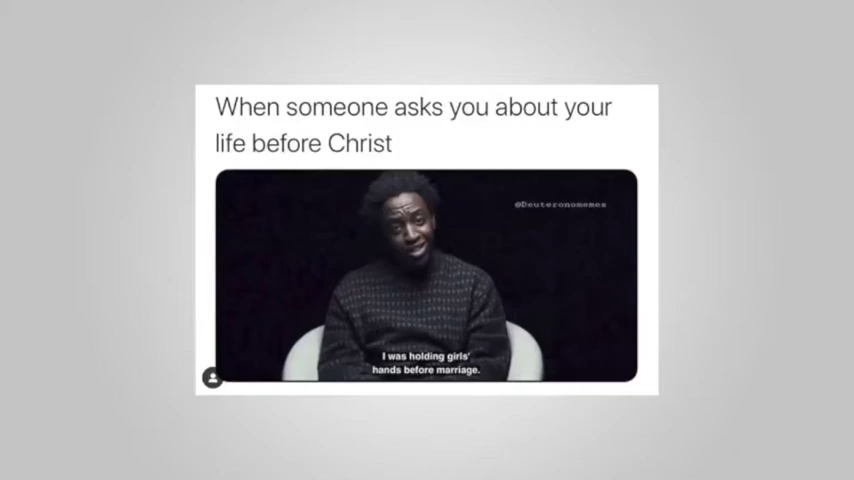 When someone asks you about your
life before Christ
@Deuteronomemes
I was holding girls'
hands before marriage.